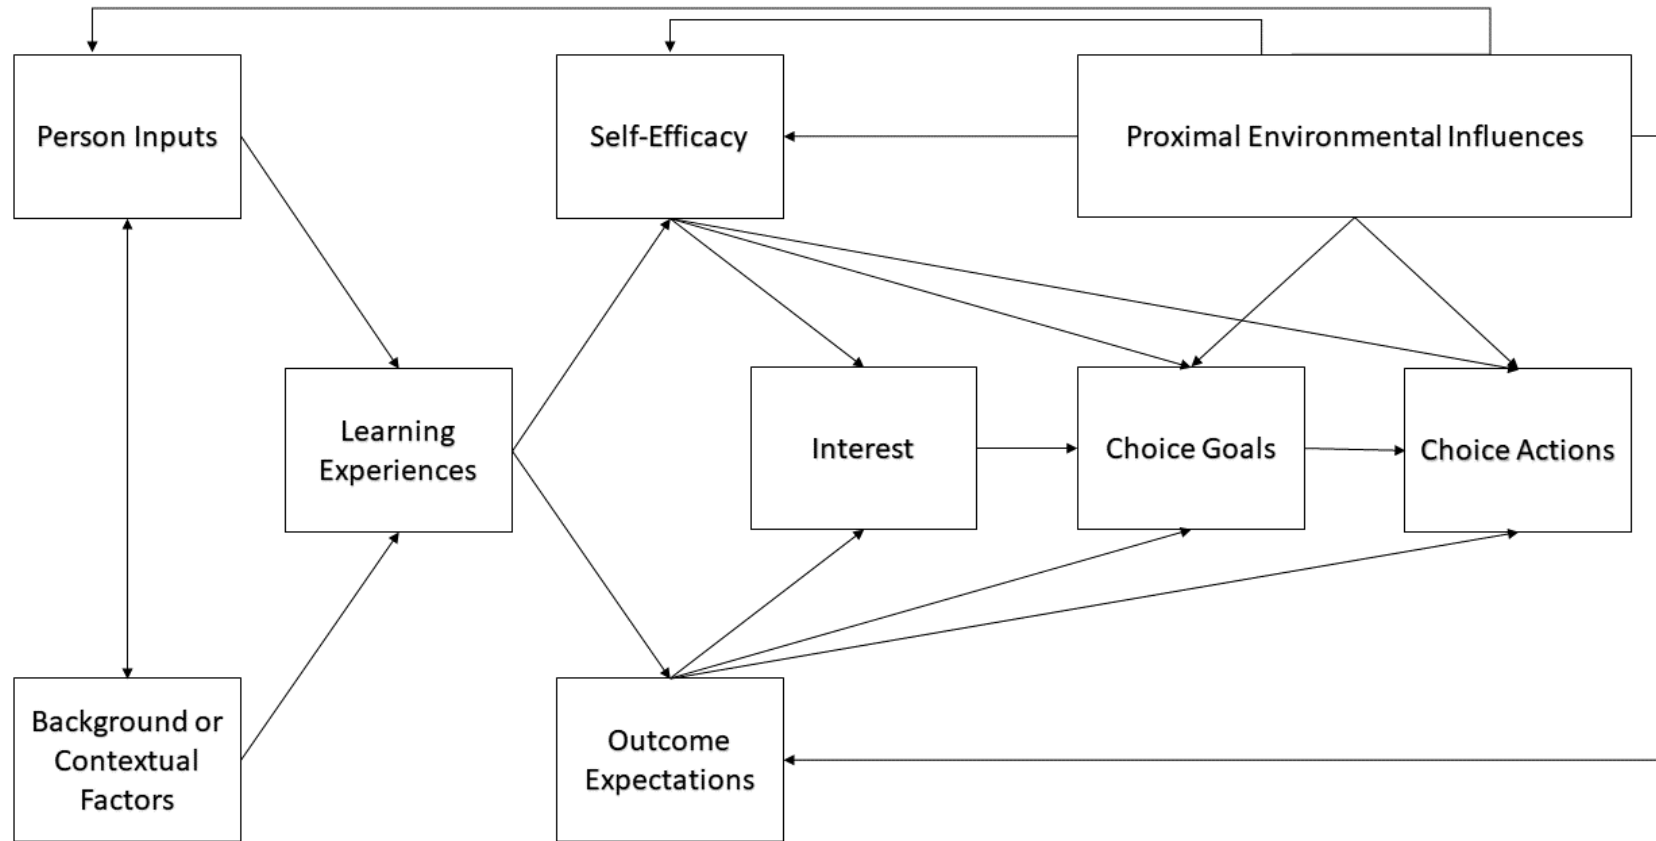 Person Inputs
Self-Efficacy
Proximal Environmental Influences
Learning
Experiences
Interest
Choice Goals
Choice Actions
Background or
Contextual
Factors
Outcome
Expectations